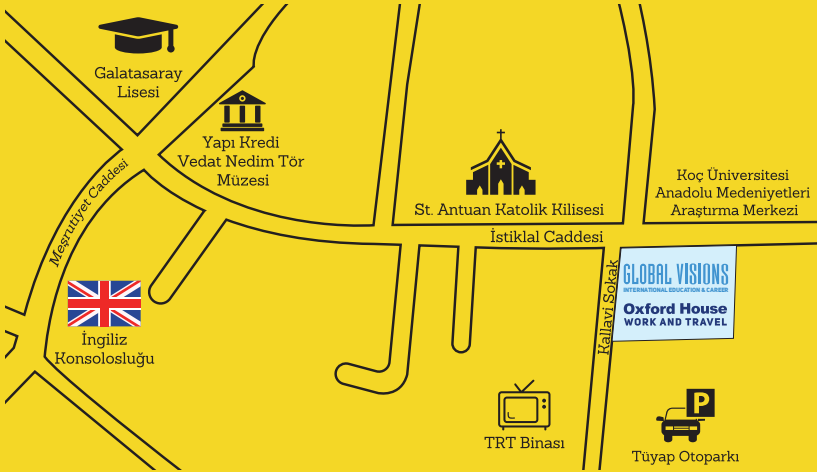 Galatasaray
Lisesi
Yapı Kredi
Vedat Nedim Tör
Müzesi
Meşrutiyet Caddesi
St. Antuan Katolik Kilisesi
Koç Üniversitesi
Anadolu Medeniyetleri
Araştırma Merkezi
İstiklal Caddesi
Kallavi Sokak
GLOBAL VISIONS
INTERNATIONAL EDUCATION & CAREER
Oxford House
WORK AND TRAVEL
İngiliz
Konsolosluğu
TRT Binası
P
Tüyap Otoparkı